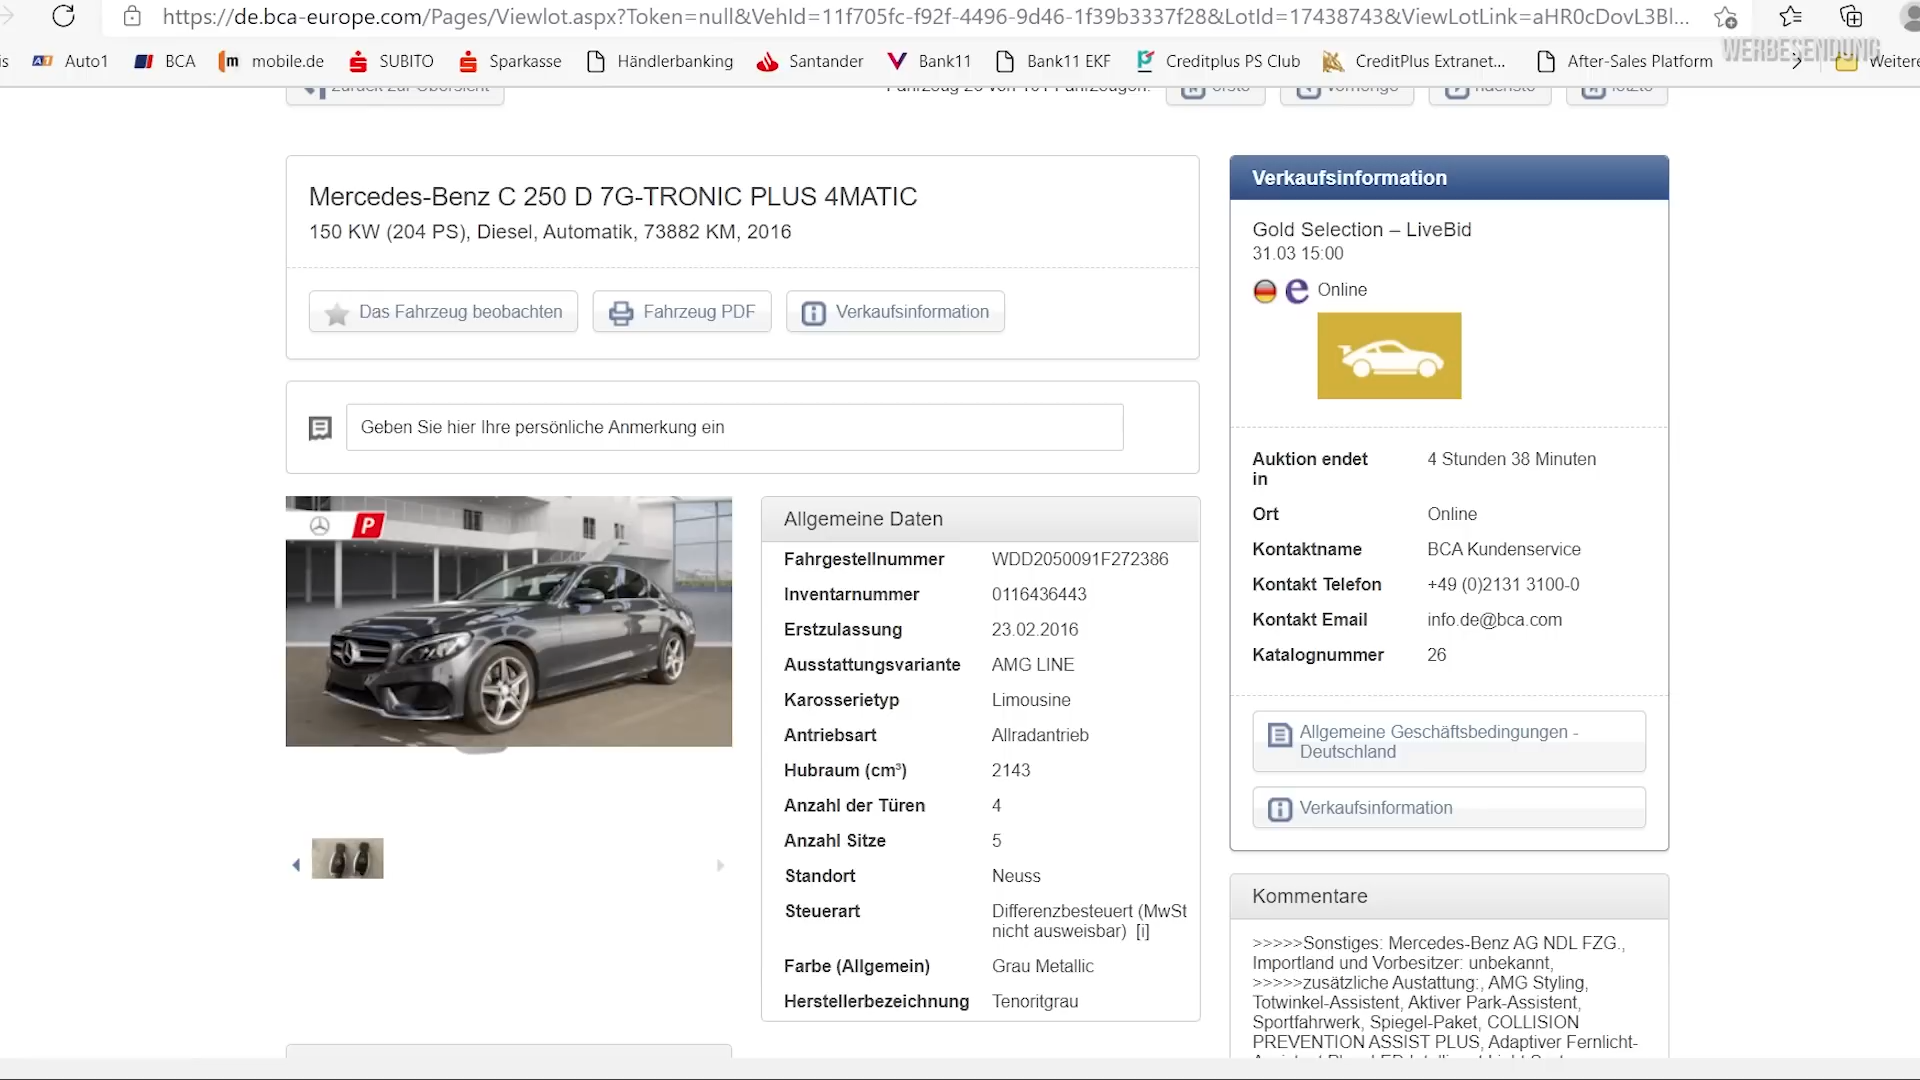 https://de.bca-europe.com/Pages/Viewlot.aspx?Token=null&VehId=11f705fc-f92f-4496-9d46-1f39b3337f28&LotId=17438743&ViewLotLink=aHR0cDovL3Bl...
WERBESENDUNG
is Auto1 BCA mobile.de SUBITO Sparkasse Händlerbanking Santander Bank11 Bank11 EKF Creditplus PS Club CreditPlus Extranet... After-Sales Platform Weitere
Zurück zur Übersicht
erste vorherige nächste letzte
Mercedes-Benz C 250 D 7G-TRONIC PLUS 4MATIC
150 KW (204 PS), Diesel, Automatik, 73882 KM, 2016
Das Fahrzeug beobachten Fahrzeug PDF Verkaufsinformation
Geben Sie hier Ihre persönliche Anmerkung ein
P
Allgemeine Daten
Fahrgestellnummer WDD2050091F272386
Inventarnummer 0116436443
Erstzulassung 23.02.2016
Ausstattungsvariante AMG LINE
Karosserietyp Limousine
Antriebsart Allradantrieb
Hubraum (cm³) 2143
Anzahl der Türen 4
Anzahl Sitze 5
Standort Neuss
Steuerart Differenzbesteuert (MwSt
nicht ausweisbar) [i]
Farbe (Allgemein) Grau Metallic
Herstellerbezeichnung Tenoritgrau
Verkaufsinformation
Gold Selection – LiveBid
31.03 15:00
e Online
Auktion endet 4 Stunden 38 Minuten
in
Ort Online
Kontaktname BCA Kundenservice
Kontakt Telefon +49 (0)2131 3100-0
Kontakt Email info.de@bca.com
Katalognummer 26
Allgemeine Geschäftsbedingungen -
Deutschland
Verkaufsinformation
Kommentare
>>>>>Sonstiges: Mercedes-Benz AG NDL FZG.,
Importland und Vorbesitzer: unbekannt,
>>>>>zusätzliche Austattung:, AMG Styling,
Totwinkel-Assistent, Aktiver Park-Assistent,
Sportfahrwerk, Spiegel-Paket, COLLISION
PREVENTION ASSIST PLUS, Adaptiver Fernlicht-